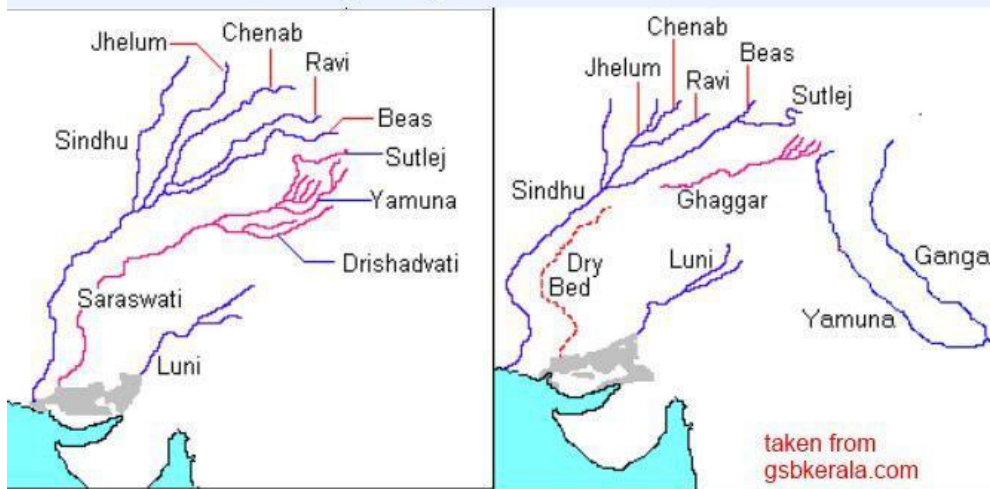 Jhelum
Chenab
Ravi
Beas
Sindhu
Sutlej
Yamuna
Drishadvati
Saraswati
Luni
Chenab
Beas
Jhelum
Ravi
Sutlej
Sindhu
Ghaggar
Dry
Bed
Luni
Ganga
Yamuna
taken from
gsbkerala.com